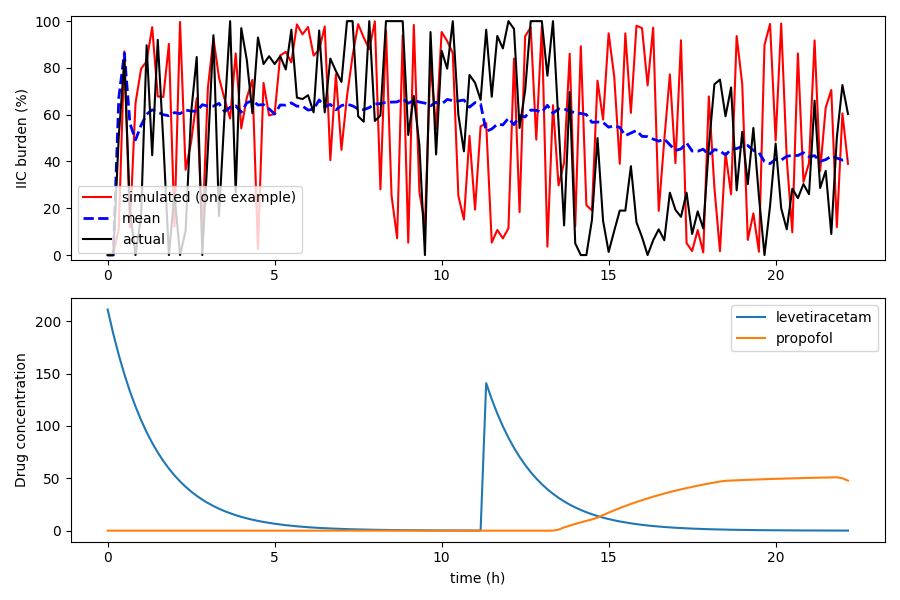 100
80
60
40
20
0
IIC burden (%)
simulated (one example)
mean
actual
0 5 10 15 20
200
150
100
50
0
Drug concentration
levetiracetam
propofol
0 5 10 15 20
time (h)